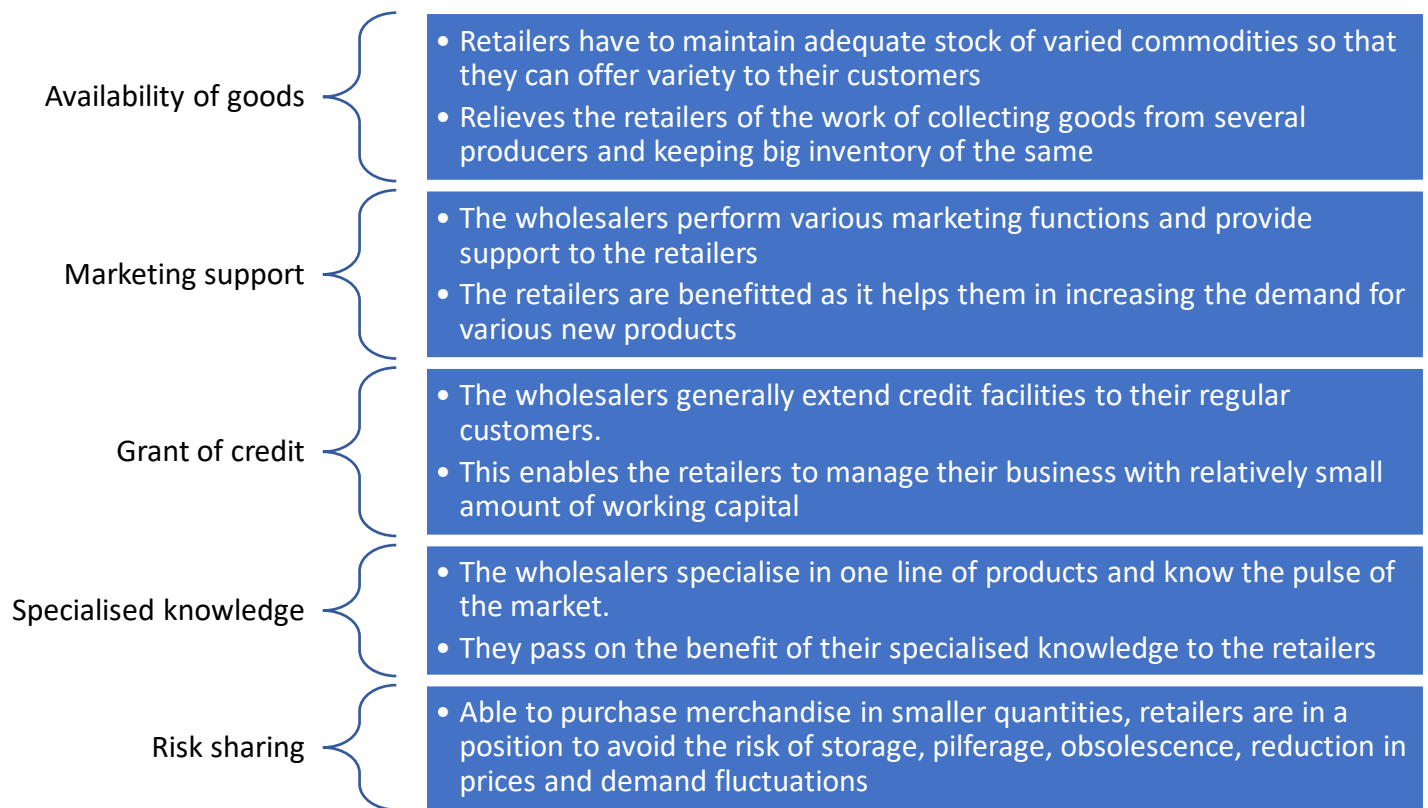 Availability of goods
• Retailers have to maintain adequate stock of varied commodities so that
they can offer variety to their customers
• Relieves the retailers of the work of collecting goods from several
producers and keeping big inventory of the same
Marketing support
• The wholesalers perform various marketing functions and provide
support to the retailers
• The retailers are benefitted as it helps them in increasing the demand for
various new products
Grant of credit
• The wholesalers generally extend credit facilities to their regular
customers.
• This enables the retailers to manage their business with relatively small
amount of working capital
Specialised knowledge
• The wholesalers specialise in one line of products and know the pulse of
the market.
• They pass on the benefit of their specialised knowledge to the retailers
Risk sharing
• Able to purchase merchandise in smaller quantities, retailers are in a
position to avoid the risk of storage, pilferage, obsolescence, reduction in
prices and demand fluctuations